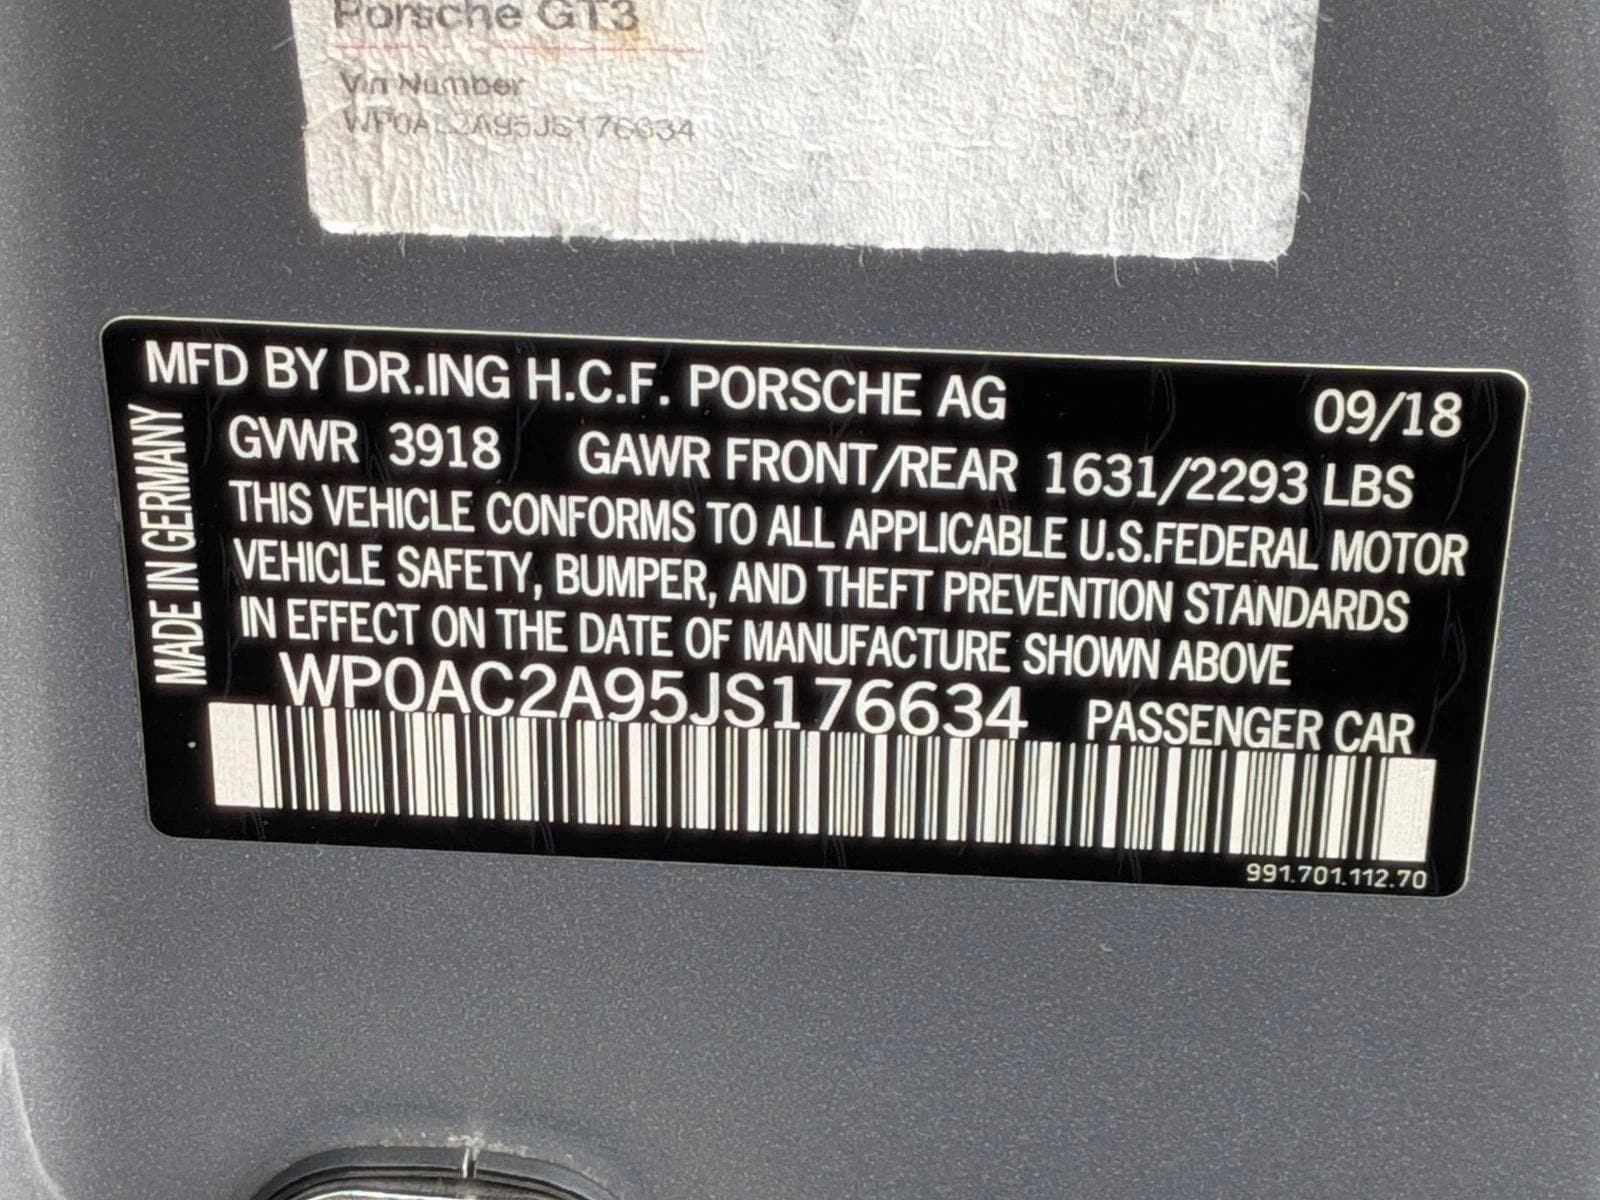 Porsche GT3
Vin Number
WP0AC2A95JS176634
MFD BY DR.ING H.C.F. PORSCHE AG 09/18
GVWR 3918 GAWR FRONT/REAR 1631/2293 LBS
THIS VEHICLE CONFORMS TO ALL APPLICABLE U.S.FEDERAL MOTOR
VEHICLE SAFETY, BUMPER, AND THEFT PREVENTION STANDARDS
IN EFFECT ON THE DATE OF MANUFACTURE SHOWN ABOVE
WP0AC2A95JS176634 PASSENGER CAR
991.701.112.70
MADE IN GERMANY